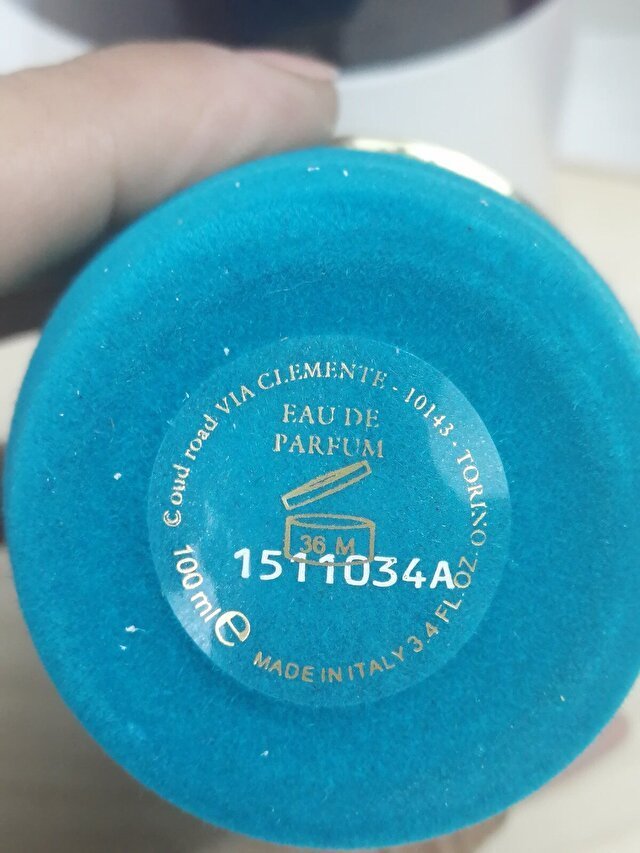 © oud road VIA CLEMENTE - 10143 - TORINO
EAU DE
PARFUM
36 M
1511034A
100 ml e
MADE IN ITALY 3.4 FL.OZ